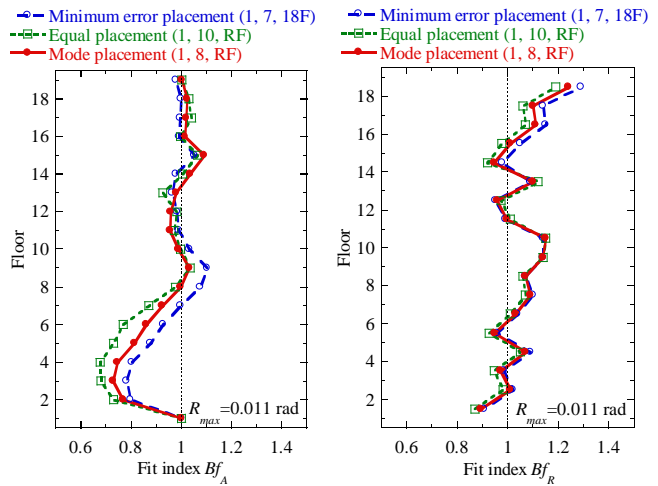 Minimum error placement (1, 7, 18F)
Equal placement (1, 10, RF)
Mode placement (1, 8, RF)
Floor
18
16
14
12
10
8
6
4
2
R_max=0.011 rad
0.6 0.8 1 1.2 1.4
Fit index Bf_A
Minimum error placement (1, 7, 18F)
Equal placement (1, 10, RF)
Mode placement (1, 8, RF)
Floor
18
16
14
12
10
8
6
4
2
R_max=0.011 rad
0.6 0.8 1 1.2 1.4
Fit index Bf_R